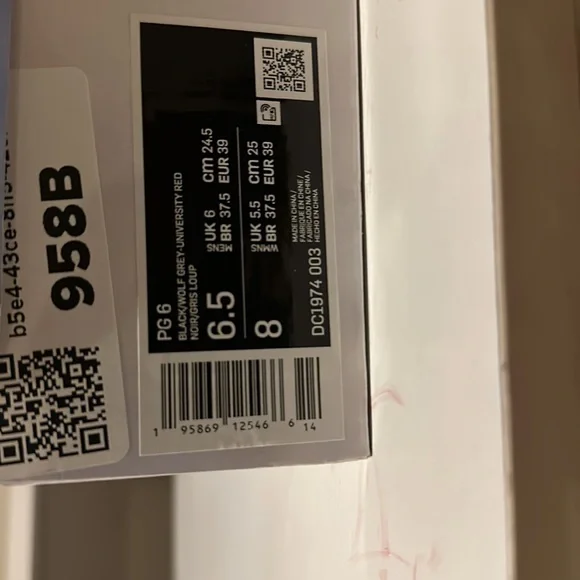 958B
PG 6
BLACK/WOLF GREY-UNIVERSITY RED
NOIR/GRIS LOUP
6.5 MENS UK 6 cm 24.5
BR 37.5 EUR 39
8 WMNS UK 5.5 cm 25
BR 37.5 EUR 39
DC1974 003
MADE IN CHINA /
FABRIQUÉ EN CHINE /
FABRICADO NA CHINA /
HECHO EN CHINA
1 95869 12546 6 14